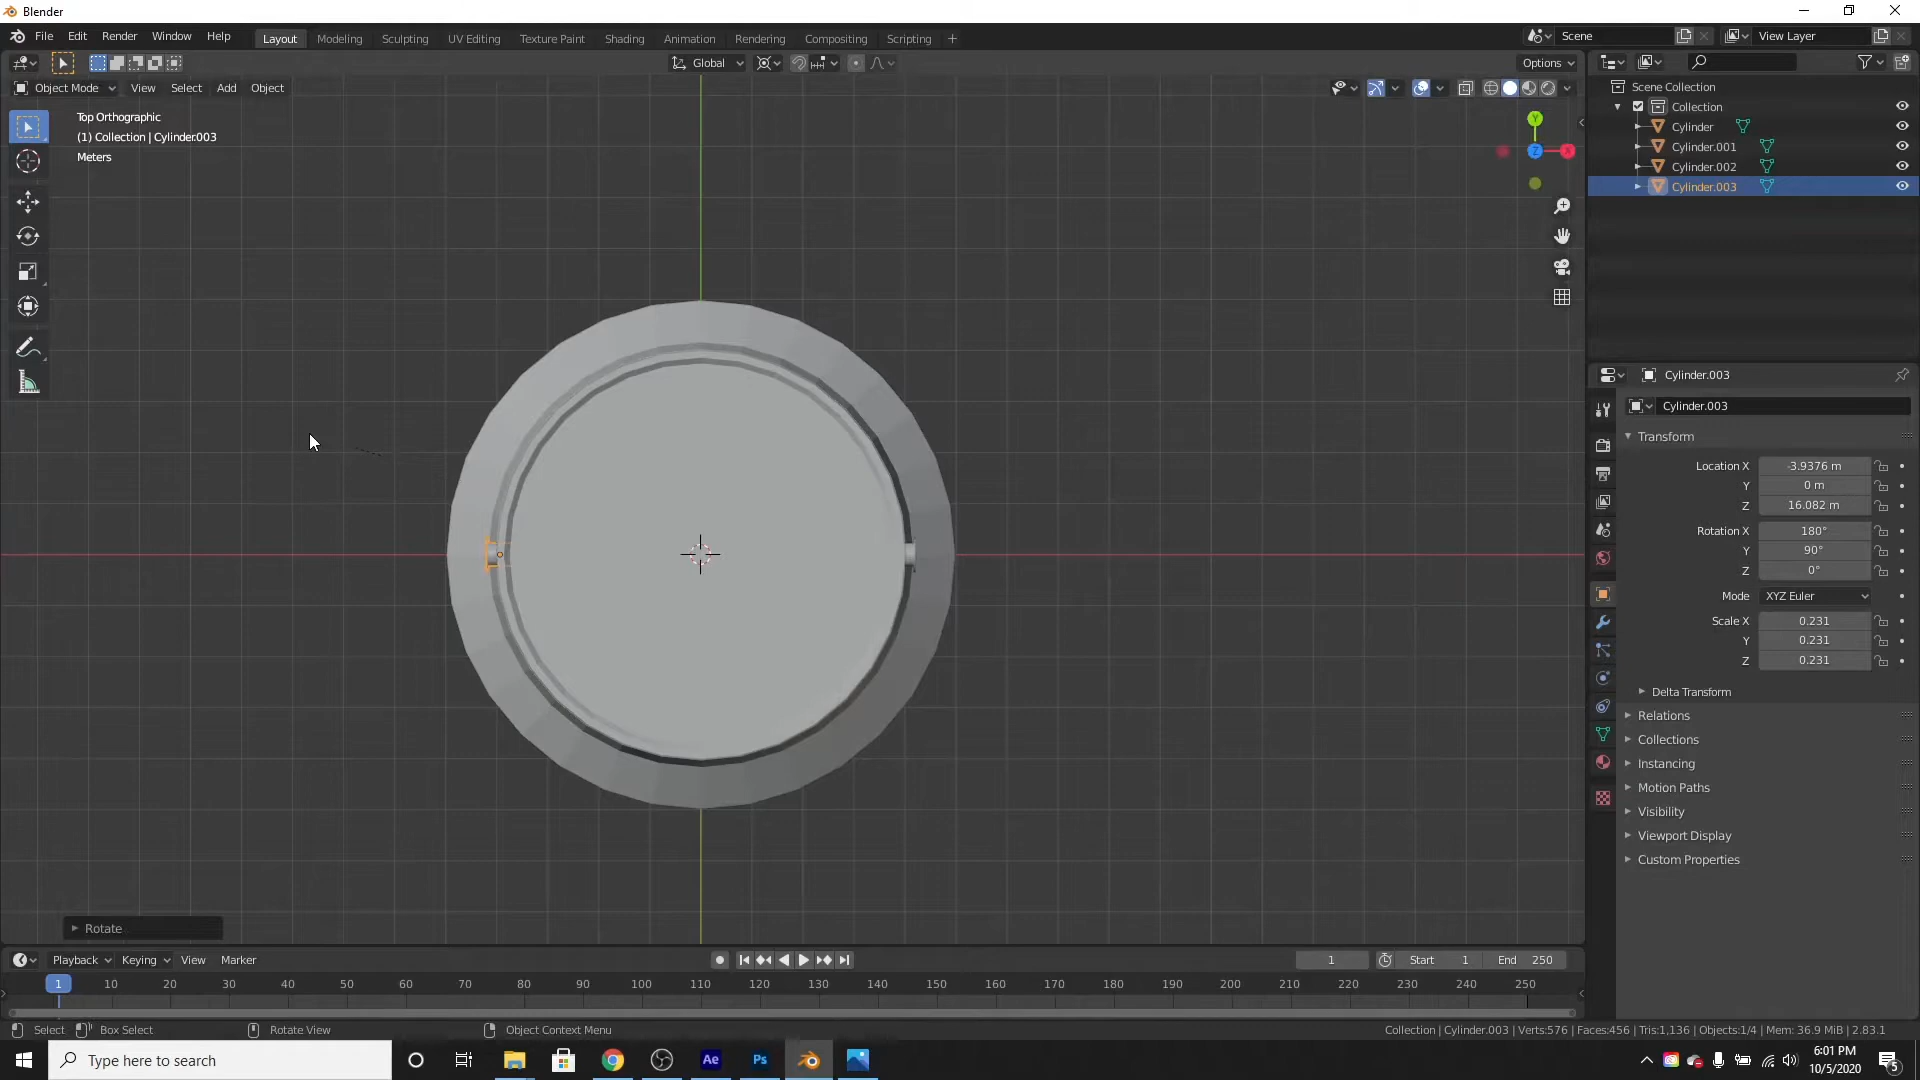 Blender
File Edit Render Window Help
Layout Modeling Sculpting UV Editing Texture Paint Shading Animation Rendering Compositing Scripting +
Scene
View Layer
Global
Options
Object Mode View Select Add Object
Top Orthographic
(1) Collection | Cylinder.003
Meters
Y
Z
X
Scene Collection
Collection
Cylinder
Cylinder.001
Cylinder.002
Cylinder.003
Cylinder.003
Cylinder.003
Transform
Location X -3.9376 m
Y 0 m
Z 16.082 m
Rotation X 180°
Y 90°
Z 0°
Mode XYZ Euler
Scale X 0.231
Y 0.231
Z 0.231
Delta Transform
Relations
Collections
Instancing
Motion Paths
Visibility
Viewport Display
Custom Properties
Rotate
Playback Keying View Marker
1 Start 1 End 250
1 10 20 30 40 50 60 70 80 90 100 110 120 130 140 150 160 170 180 190 200 210 220 230 240 250
Select Box Select Rotate View Object Context Menu
Collection | Cylinder.003 | Verts:576 | Faces:456 | Tris:1,136 | Objects:1/4 | Mem: 36.9 MiB | 2.83.1
Type here to search
Ae Ps
6:01 PM
10/5/2020
5